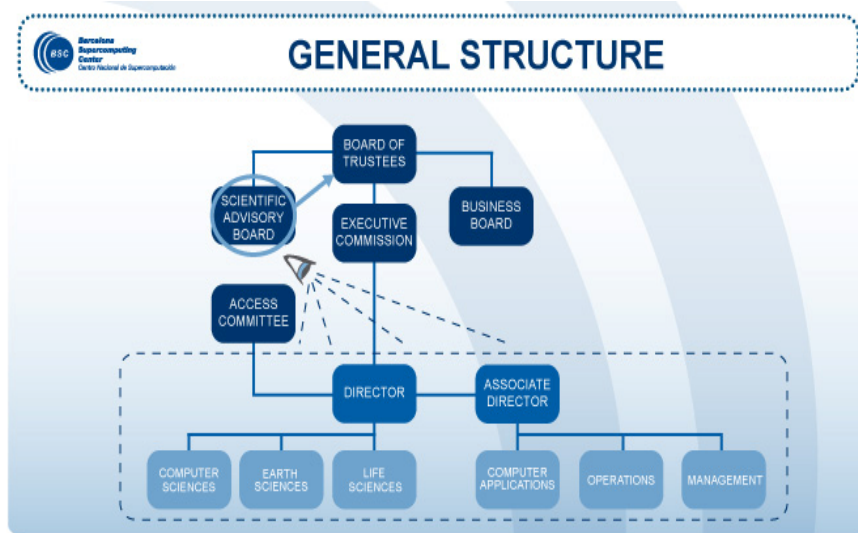 BSC
Barcelona
Supercomputing
Center
Centro Nacional de Supercomputación
GENERAL STRUCTURE
BOARD OF
TRUSTEES
SCIENTIFIC
ADVISORY
BOARD
EXECUTIVE
COMMISSION
BUSINESS
BOARD
ACCESS
COMMITTEE
DIRECTOR
ASSOCIATE
DIRECTOR
COMPUTER
SCIENCES
EARTH
SCIENCES
LIFE
SCIENCES
COMPUTER
APPLICATIONS
OPERATIONS
MANAGEMENT